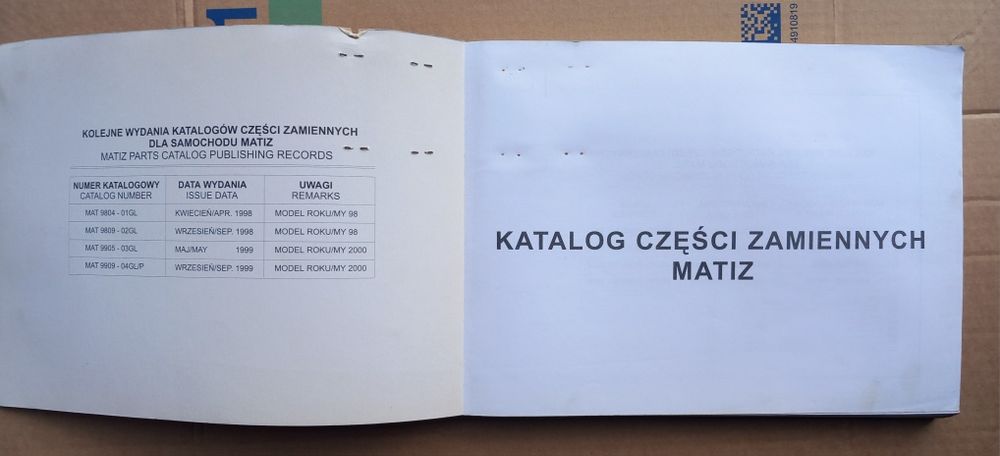 4910819
KOLEJNE WYDANIA KATALOGÓW CZĘŚCI ZAMIENNYCH
DLA SAMOCHODU MATIZ
MATIZ PARTS CATALOG PUBLISHING RECORDS
NUMER KATALOGOWY DATA WYDANIA UWAGI
CATALOG NUMBER ISSUE DATA REMARKS
MAT 9804 - 01GL KWIECIEŃ/APR. 1998 MODEL ROKU/MY 98
MAT 9809 - 02GL WRZESIEŃ/SEP. 1998 MODEL ROKU/MY 98
MAT 9905 - 03GL MAJ/MAY 1999 MODEL ROKU/MY 2000
MAT 9909 - 04GL/P WRZESIEŃ/SEP. 1999 MODEL ROKU/MY 2000
KATALOG CZĘŚCI ZAMIENNYCH
MATIZ